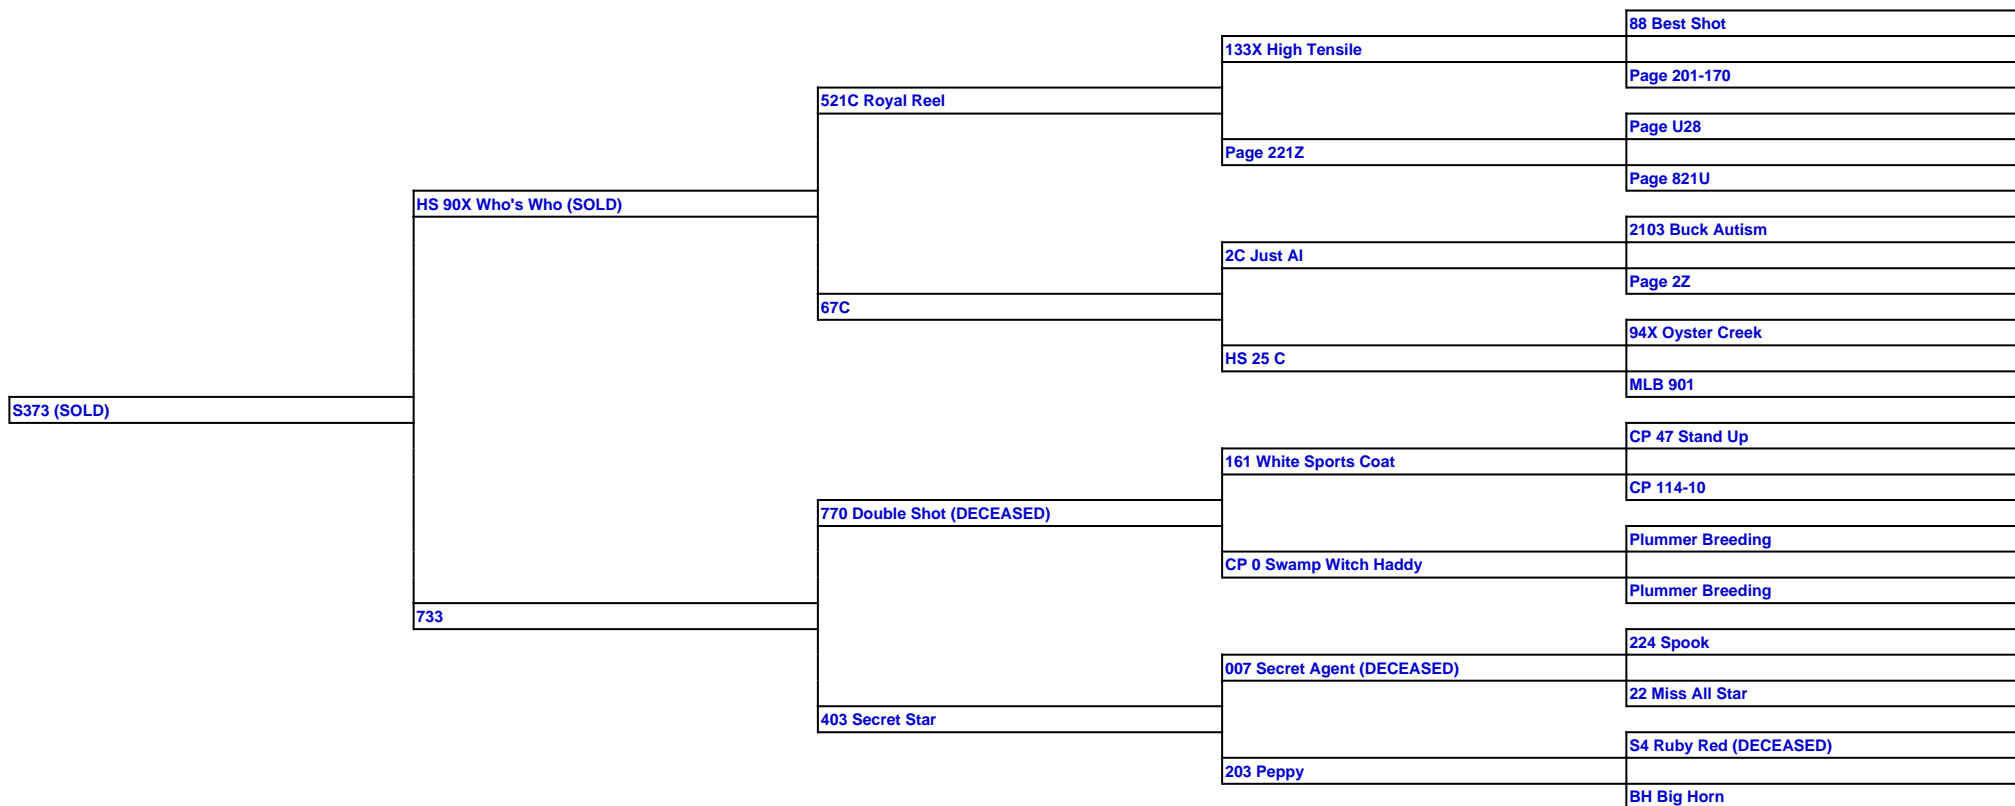 88 Best Shot
133X High Tensile
Page 201-170
521C Royal Reel
Page U28
Page 221Z
Page 821U
HS 90X Who's Who (SOLD)
2103 Buck Autism
2C Just AI
Page 2Z
67C
94X Oyster Creek
HS 25 C
MLB 901
S373 (SOLD)
CP 47 Stand Up
161 White Sports Coat
CP 114-10
770 Double Shot (DECEASED)
Plummer Breeding
CP 0 Swamp Witch Haddy
Plummer Breeding
733
224 Spook
007 Secret Agent (DECEASED)
22 Miss All Star
403 Secret Star
S4 Ruby Red (DECEASED)
203 Peppy
BH Big Horn